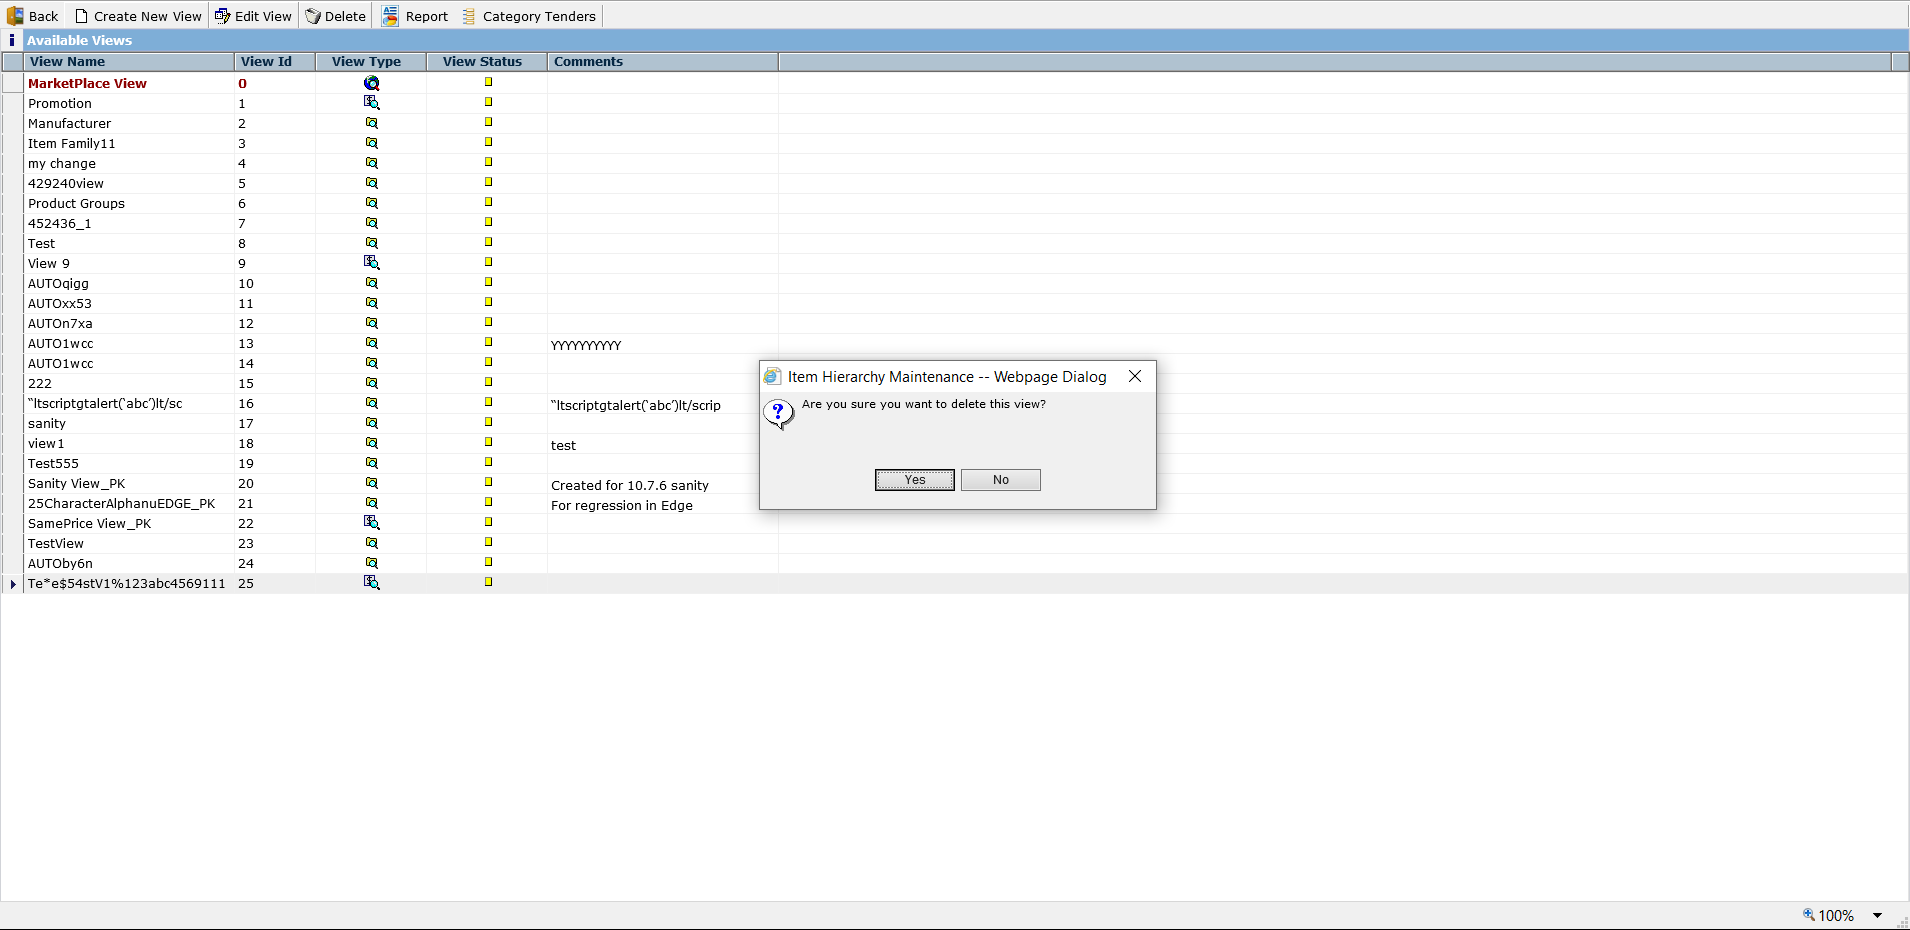 Back Create New View Edit View Delete Report Category Tenders
i Available Views
View Name View Id View Type View Status Comments
MarketPlace View 0
Promotion 1
Manufacturer 2
Item Family11 3
my change 4
429240view 5
Product Groups 6
452436_1 7
Test 8
View 9 9
AUTOqigg 10
AUTOxx53 11
AUTOn7xa 12
AUTO1wcc 13 YYYYYYYYYY
AUTO1wcc 14
222 15
“ltscriptgtalert(‘abc’)lt/sc 16 “ltscriptgtalert(‘abc’)lt/scrip
sanity 17
view1 18 test
Test555 19
Sanity View_PK 20 Created for 10.7.6 sanity
25CharacterAlphanuEDGE_PK 21 For regression in Edge
SamePrice View_PK 22
TestView 23
AUTOby6n 24
Te*e$54stV1%123abc4569111 25
Item Hierarchy Maintenance -- Webpage Dialog
Are you sure you want to delete this view?
Yes No
100%